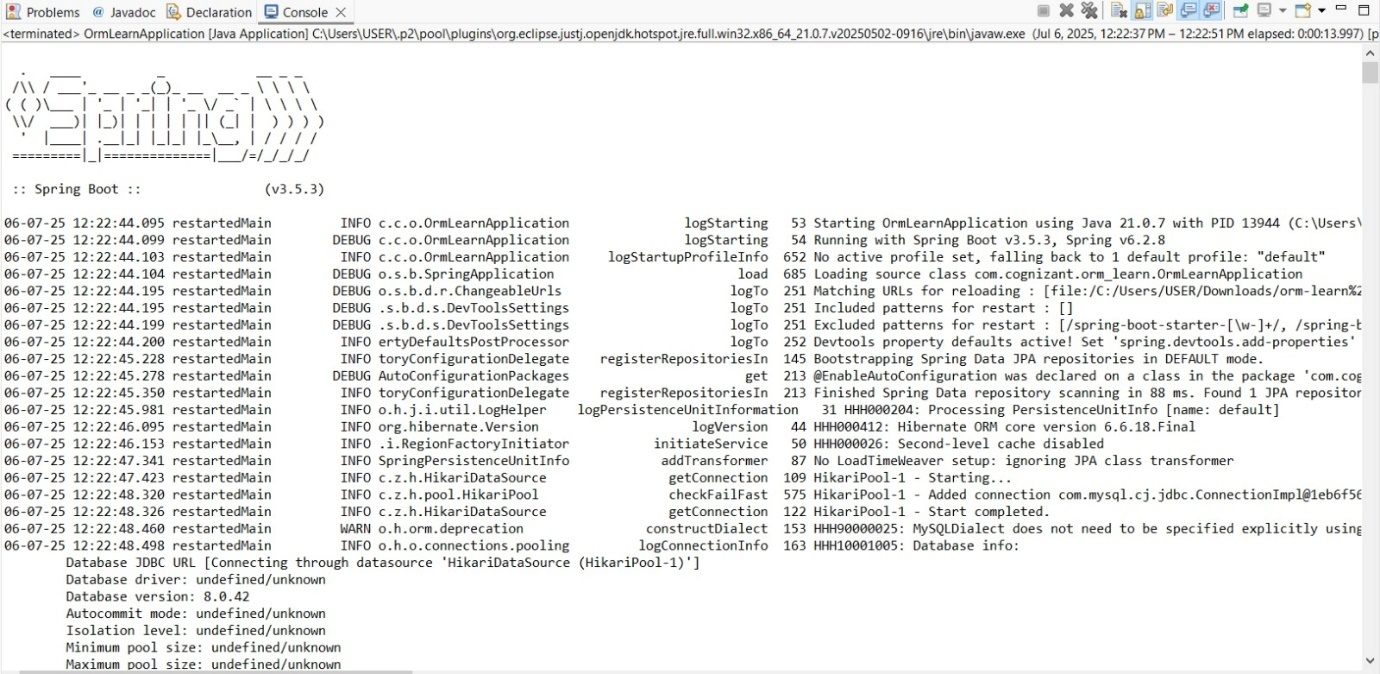 Problems @ Javadoc Declaration Console
<terminated> OrmLearnApplication [Java Application] C:\Users\USER\.p2\pool\plugins\org.eclipse.justj.openjdk.hotspot.jre.full.win32.x86_64_21.0.7.v20250502-0916\jre\bin\javaw.exe (Jul 6, 2025, 12:22:37 PM – 12:22:51 PM elapsed: 0:00:13.997) [p
  .   ____          _            __ _ _
 /\\ / ___'_ __ _ _(_)_ __  __ _ \ \ \ \
( ( )\___ | '_ | '_| | '_ \/ _` | \ \ \ \
 \\/  ___)| |_)| | | | | || (_| |  ) ) ) )
  '  |____| .__|_| |_|_| |_\__, | / / / /
 =========|_|==============|___/=/_/_/_/
:: Spring Boot :: (v3.5.3)
06-07-25 12:22:44.095 restartedMain INFO c.c.o.OrmLearnApplication logStarting 53 Starting OrmLearnApplication using Java 21.0.7 with PID 13944 (C:\Users\
06-07-25 12:22:44.099 restartedMain DEBUG c.c.o.OrmLearnApplication logStarting 54 Running with Spring Boot v3.5.3, Spring v6.2.8
06-07-25 12:22:44.103 restartedMain INFO c.c.o.OrmLearnApplication logStartupProfileInfo 652 No active profile set, falling back to 1 default profile: "default"
06-07-25 12:22:44.104 restartedMain DEBUG o.s.b.SpringApplication load 685 Loading source class com.cognizant.orm_learn.OrmLearnApplication
06-07-25 12:22:44.195 restartedMain DEBUG o.s.b.d.r.ChangeableUrls logTo 251 Matching URLs for reloading : [file:/C:/Users/USER/Downloads/orm-learn%2
06-07-25 12:22:44.195 restartedMain DEBUG .s.b.d.s.DevToolsSettings logTo 251 Included patterns for restart : []
06-07-25 12:22:44.199 restartedMain DEBUG .s.b.d.s.DevToolsSettings logTo 251 Excluded patterns for restart : [/spring-boot-starter-[\w-]+/, /spring-b
06-07-25 12:22:44.200 restartedMain INFO ertyDefaultsPostProcessor logTo 252 Devtools property defaults active! Set 'spring.devtools.add-properties'
06-07-25 12:22:45.228 restartedMain INFO toryConfigurationDelegate registerRepositoriesIn 145 Bootstrapping Spring Data JPA repositories in DEFAULT mode.
06-07-25 12:22:45.278 restartedMain DEBUG AutoConfigurationPackages get 213 @EnableAutoConfiguration was declared on a class in the package 'com.cog
06-07-25 12:22:45.350 restartedMain INFO toryConfigurationDelegate registerRepositoriesIn 213 Finished Spring Data repository scanning in 88 ms. Found 1 JPA repositor
06-07-25 12:22:45.981 restartedMain INFO o.h.j.i.util.LogHelper logPersistenceUnitInformation 31 HHH000204: Processing PersistenceUnitInfo [name: default]
06-07-25 12:22:46.095 restartedMain INFO org.hibernate.Version logVersion 44 HHH000412: Hibernate ORM core version 6.6.18.Final
06-07-25 12:22:46.153 restartedMain INFO .i.RegionFactoryInitiator initiateService 50 HHH000026: Second-level cache disabled
06-07-25 12:22:47.341 restartedMain INFO SpringPersistenceUnitInfo addTransformer 87 No LoadTimeWeaver setup: ignoring JPA class transformer
06-07-25 12:22:47.423 restartedMain INFO c.z.h.HikariDataSource getConnection 109 HikariPool-1 - Starting...
06-07-25 12:22:48.320 restartedMain INFO c.z.h.pool.HikariPool checkFailFast 575 HikariPool-1 - Added connection com.mysql.cj.jdbc.ConnectionImpl@1eb6f56
06-07-25 12:22:48.326 restartedMain INFO c.z.h.HikariDataSource getConnection 122 HikariPool-1 - Start completed.
06-07-25 12:22:48.460 restartedMain WARN o.h.orm.deprecation constructDialect 153 HHH90000025: MySQLDialect does not need to be specified explicitly using
06-07-25 12:22:48.498 restartedMain INFO o.h.o.connections.pooling logConnectionInfo 163 HHH10001005: Database info:
Database JDBC URL [Connecting through datasource 'HikariDataSource (HikariPool-1)']
Database driver: undefined/unknown
Database version: 8.0.42
Autocommit mode: undefined/unknown
Isolation level: undefined/unknown
Minimum pool size: undefined/unknown
Maximum pool size: undefined/unknown